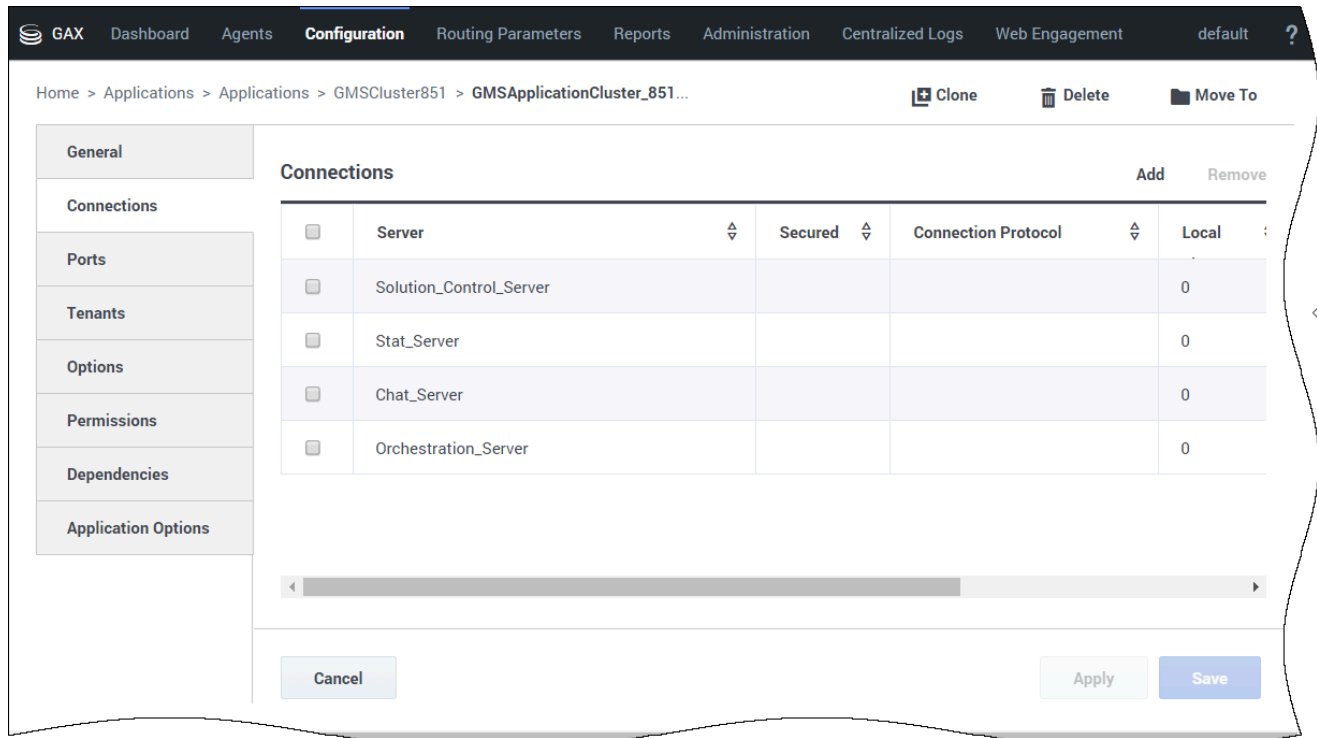 GAX Dashboard Agents Configuration Routing Parameters Reports Administration Centralized Logs Web Engagement default ?
Home > Applications > Applications > GMSCluster851 > GMSApplicationCluster_851... Clone Delete Move To
General
Connections
Ports
Tenants
Options
Permissions
Dependencies
Application Options
Connections Add Remove
Server Secured Connection Protocol Local
Solution_Control_Server 0
Stat_Server 0
Chat_Server 0
Orchestration_Server 0
Cancel Apply Save